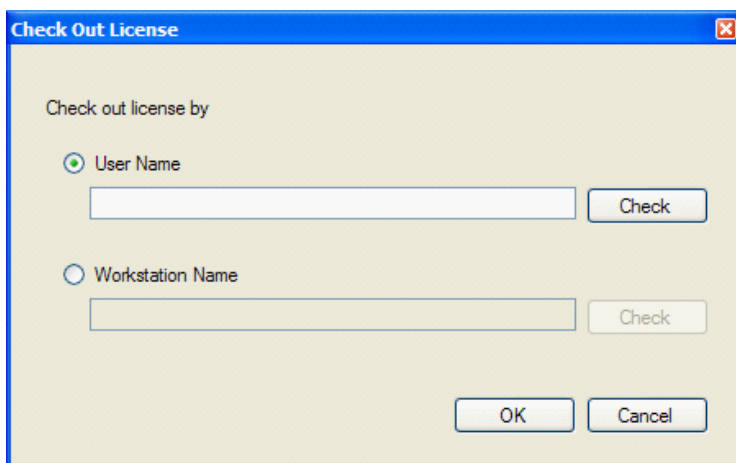 Check Out License
Check out license by
User Name
Check
Workstation Name
Check
OK Cancel